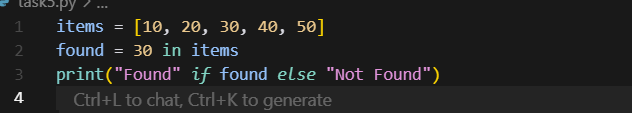 task5.py > ...
1 items = [10, 20, 30, 40, 50]
2 found = 30 in items
3 print("Found" if found else "Not Found")
4 Ctrl+L to chat, Ctrl+K to generate